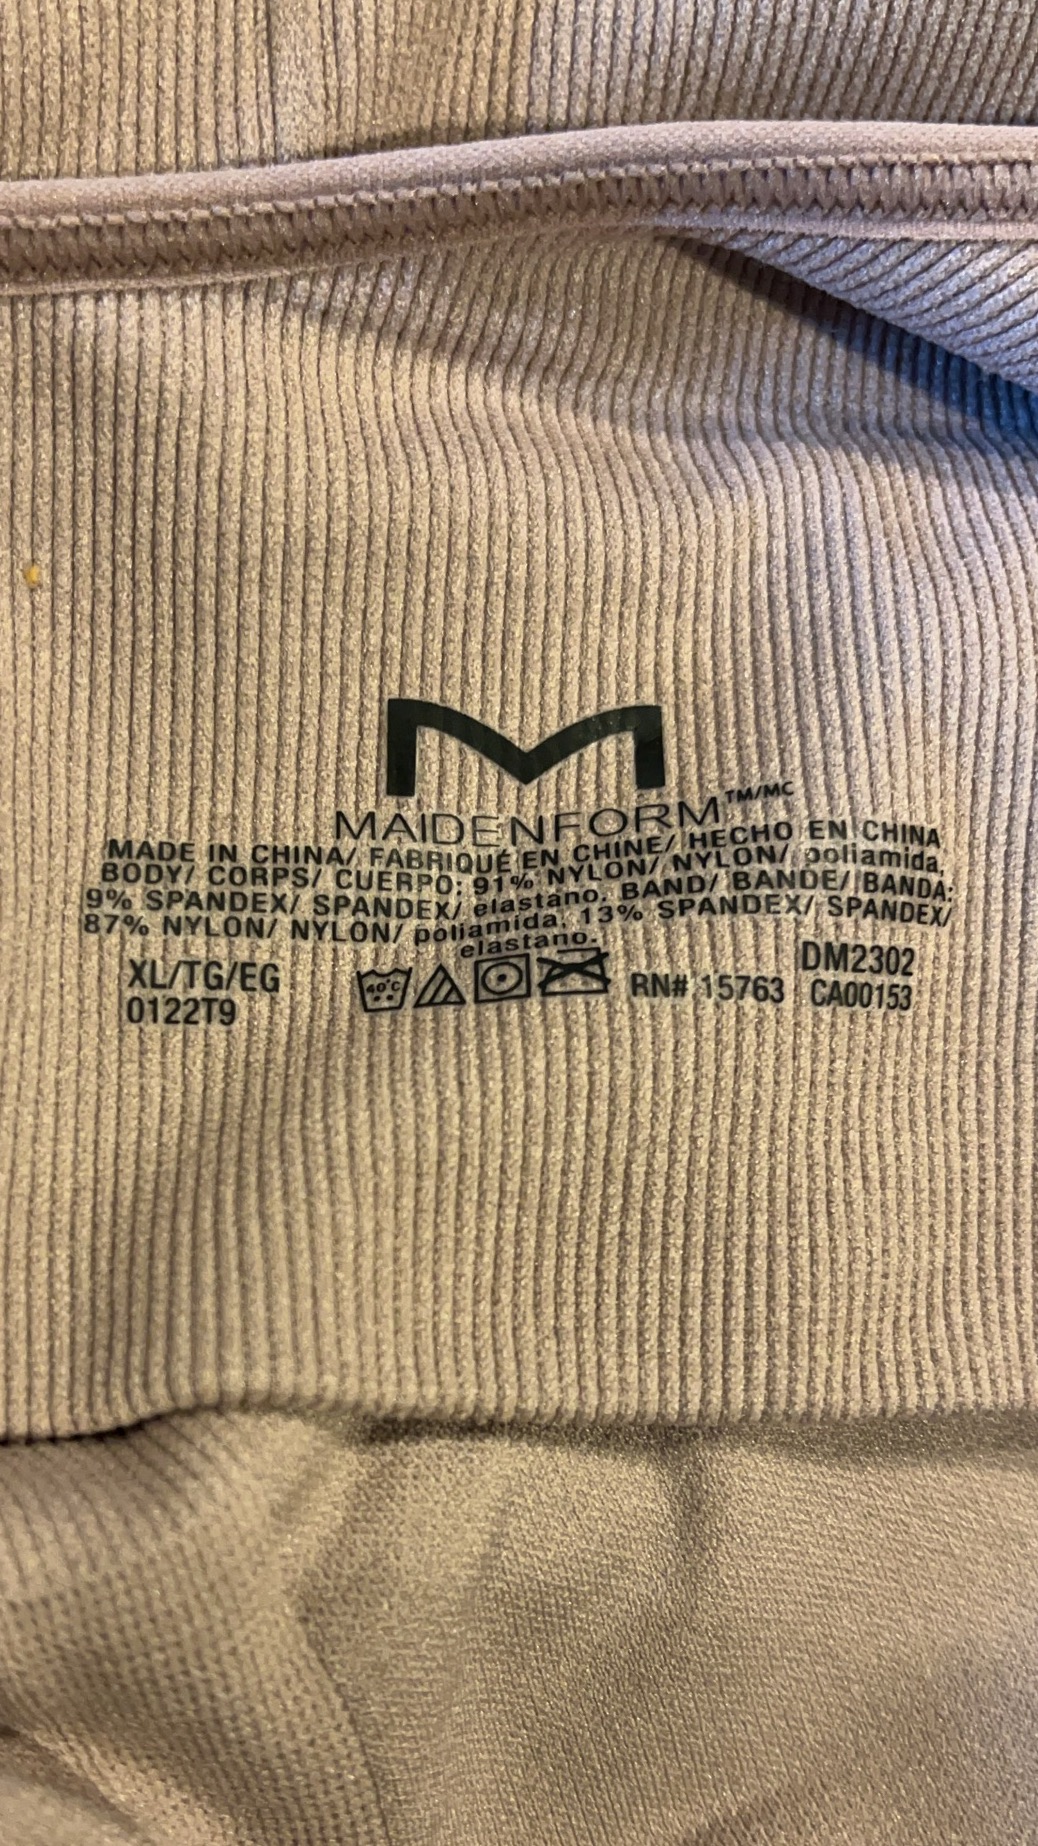 M
MAIDENFORM™/MC
MADE IN CHINA/ FABRIQUÉ EN CHINE/ HECHO EN CHINA
BODY/ CORPS/ CUERPO: 91% NYLON/ NYLON/ poliamida,
9% SPANDEX/ SPANDEX/ elastano. BAND/ BANDE/ BANDA:
87% NYLON/ NYLON/ poliamida, 13% SPANDEX/ SPANDEX/
elastano.
XL/TG/EG
0122T9
40°C
RN# 15763
DM2302
CA00153